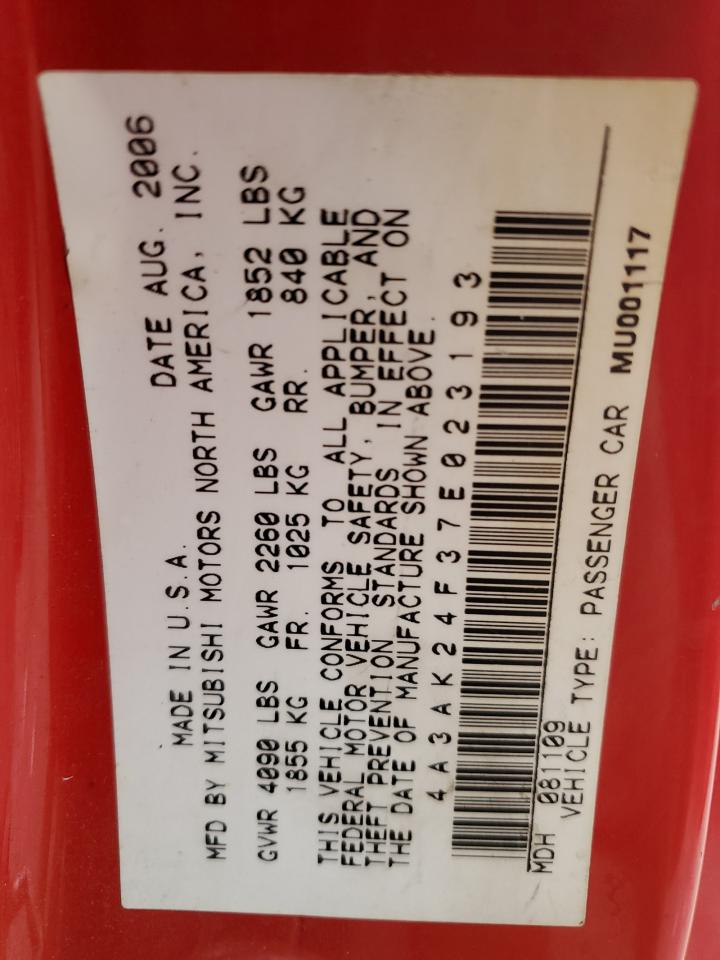 MADE IN U.S.A. DATE AUG. 2006
MFD BY MITSUBISHI MOTORS NORTH AMERICA, INC.
GVWR 4090 LBS GAWR 2260 LBS GAWR 1852 LBS
1855 KG FR. 1025 KG RR. 840 KG
THIS VEHICLE CONFORMS TO ALL APPLICABLE
FEDERAL MOTOR VEHICLE SAFETY, BUMPER, AND
THEFT PREVENTION STANDARDS IN EFFECT ON
THE DATE OF MANUFACTURE SHOWN ABOVE.
4A3AK24F37E023193
MDH 081109
VEHICLE TYPE: PASSENGER CAR MU001117